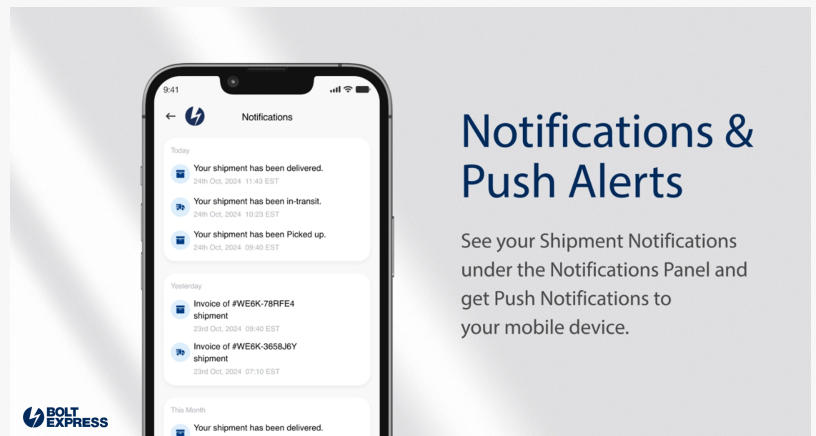 9:41
Notifications
Today
Your shipment has been delivered.
24th Oct, 2024 11:43 EST
Your shipment has been in-transit.
24th Oct, 2024 10:23 EST
Your shipment has been Picked up.
24th Oct, 2024 09:40 EST
Yesterday
Invoice of #WE6K-78RFE4
shipment
23rd Oct, 2024 09:40 EST
Invoice of #WE6K-3658J6Y
shipment
23rd Oct, 2024 07:10 EST
This Month
Your shipment has been delivered.
Notifications &
Push Alerts
See your Shipment Notifications
under the Notifications Panel and
get Push Notifications to
your mobile device.
BOLT
EXPRESS